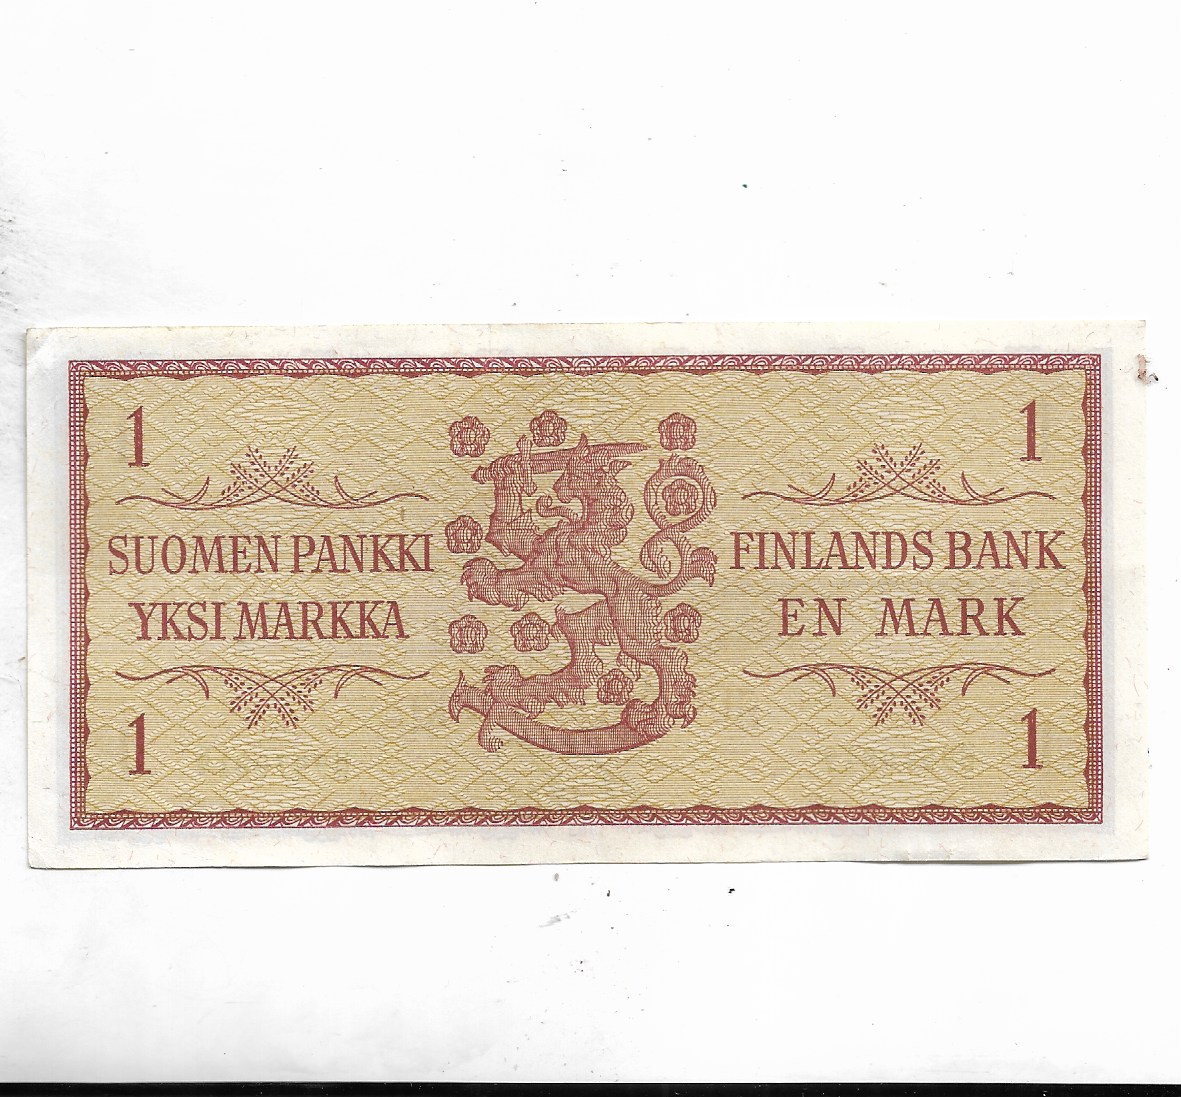 1 1
SUOMEN PANKKI FINLANDS BANK
YKSI MARKKA EN MARK
1 1